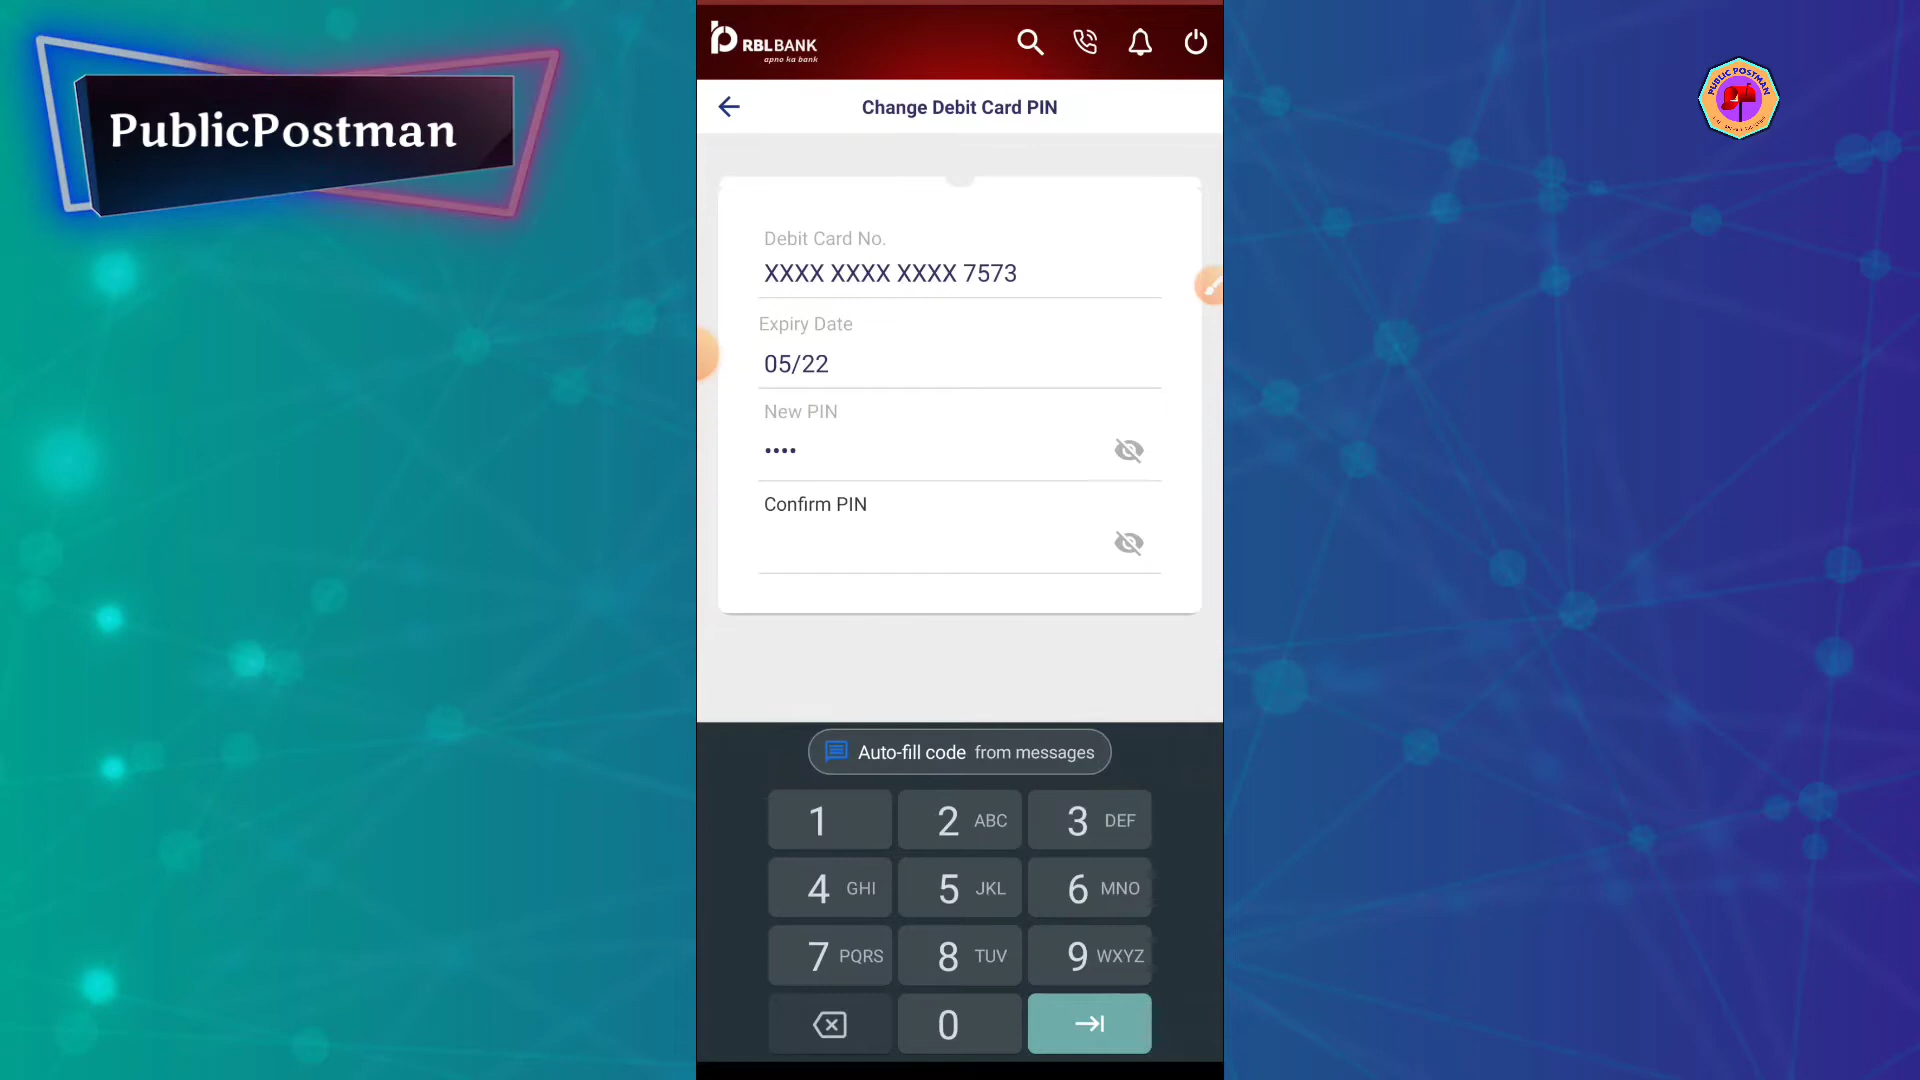 PublicPostman
RBLBANK
apno ka bank
Change Debit Card PIN
PUBLIC POSTMAN
Debit Card No.
XXXX XXXX XXXX 7573
Expiry Date
05/22
New PIN
••••
Confirm PIN
Auto-fill code from messages
1
2 ABC
3 DEF
4 GHI
5 JKL
6 MNO
7 PQRS
8 TUV
9 WXYZ
0